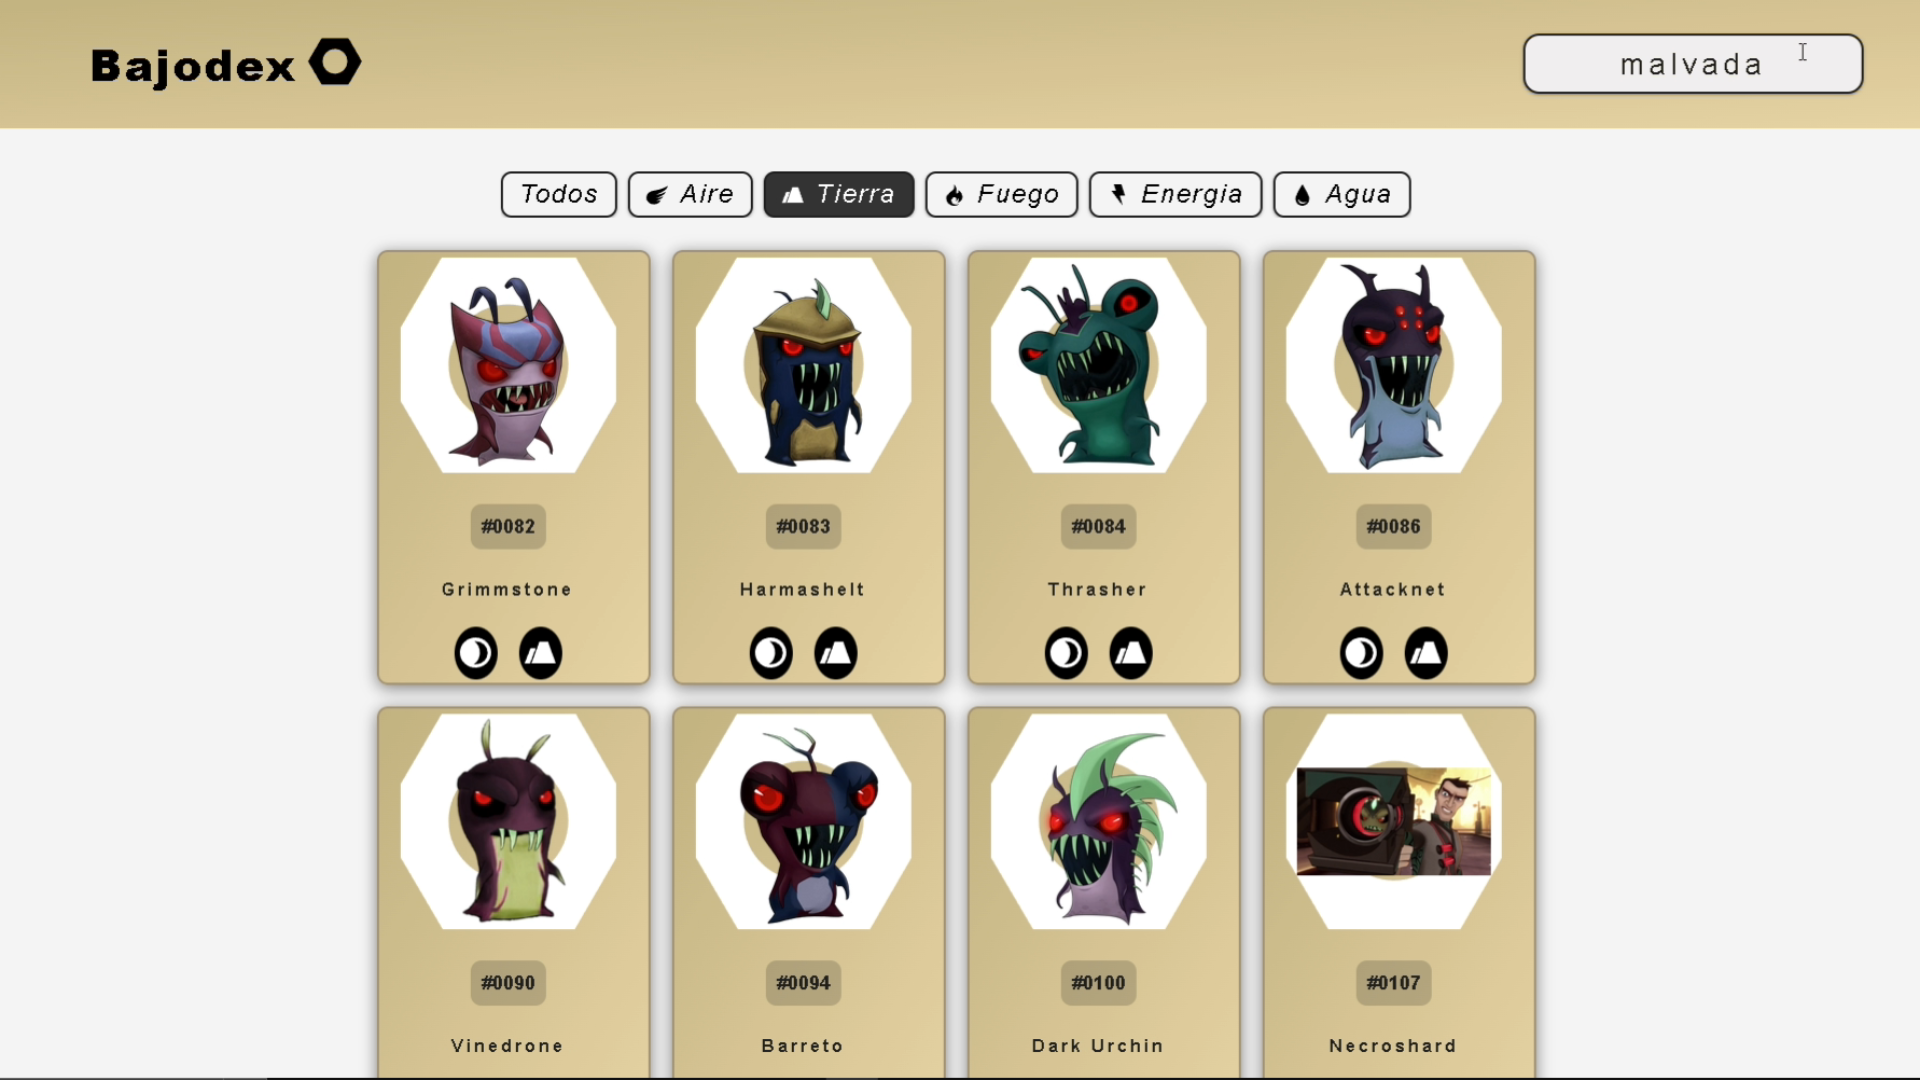 Bajodex
malvada
Todos Aire Tierra Fuego Energia Agua
#0082 #0083 #0084 #0086
Grimmstone Harmashelt Thrasher Attacknet
#0090 #0094 #0100 #0107
Vinedrone Barreto Dark Urchin Necroshard